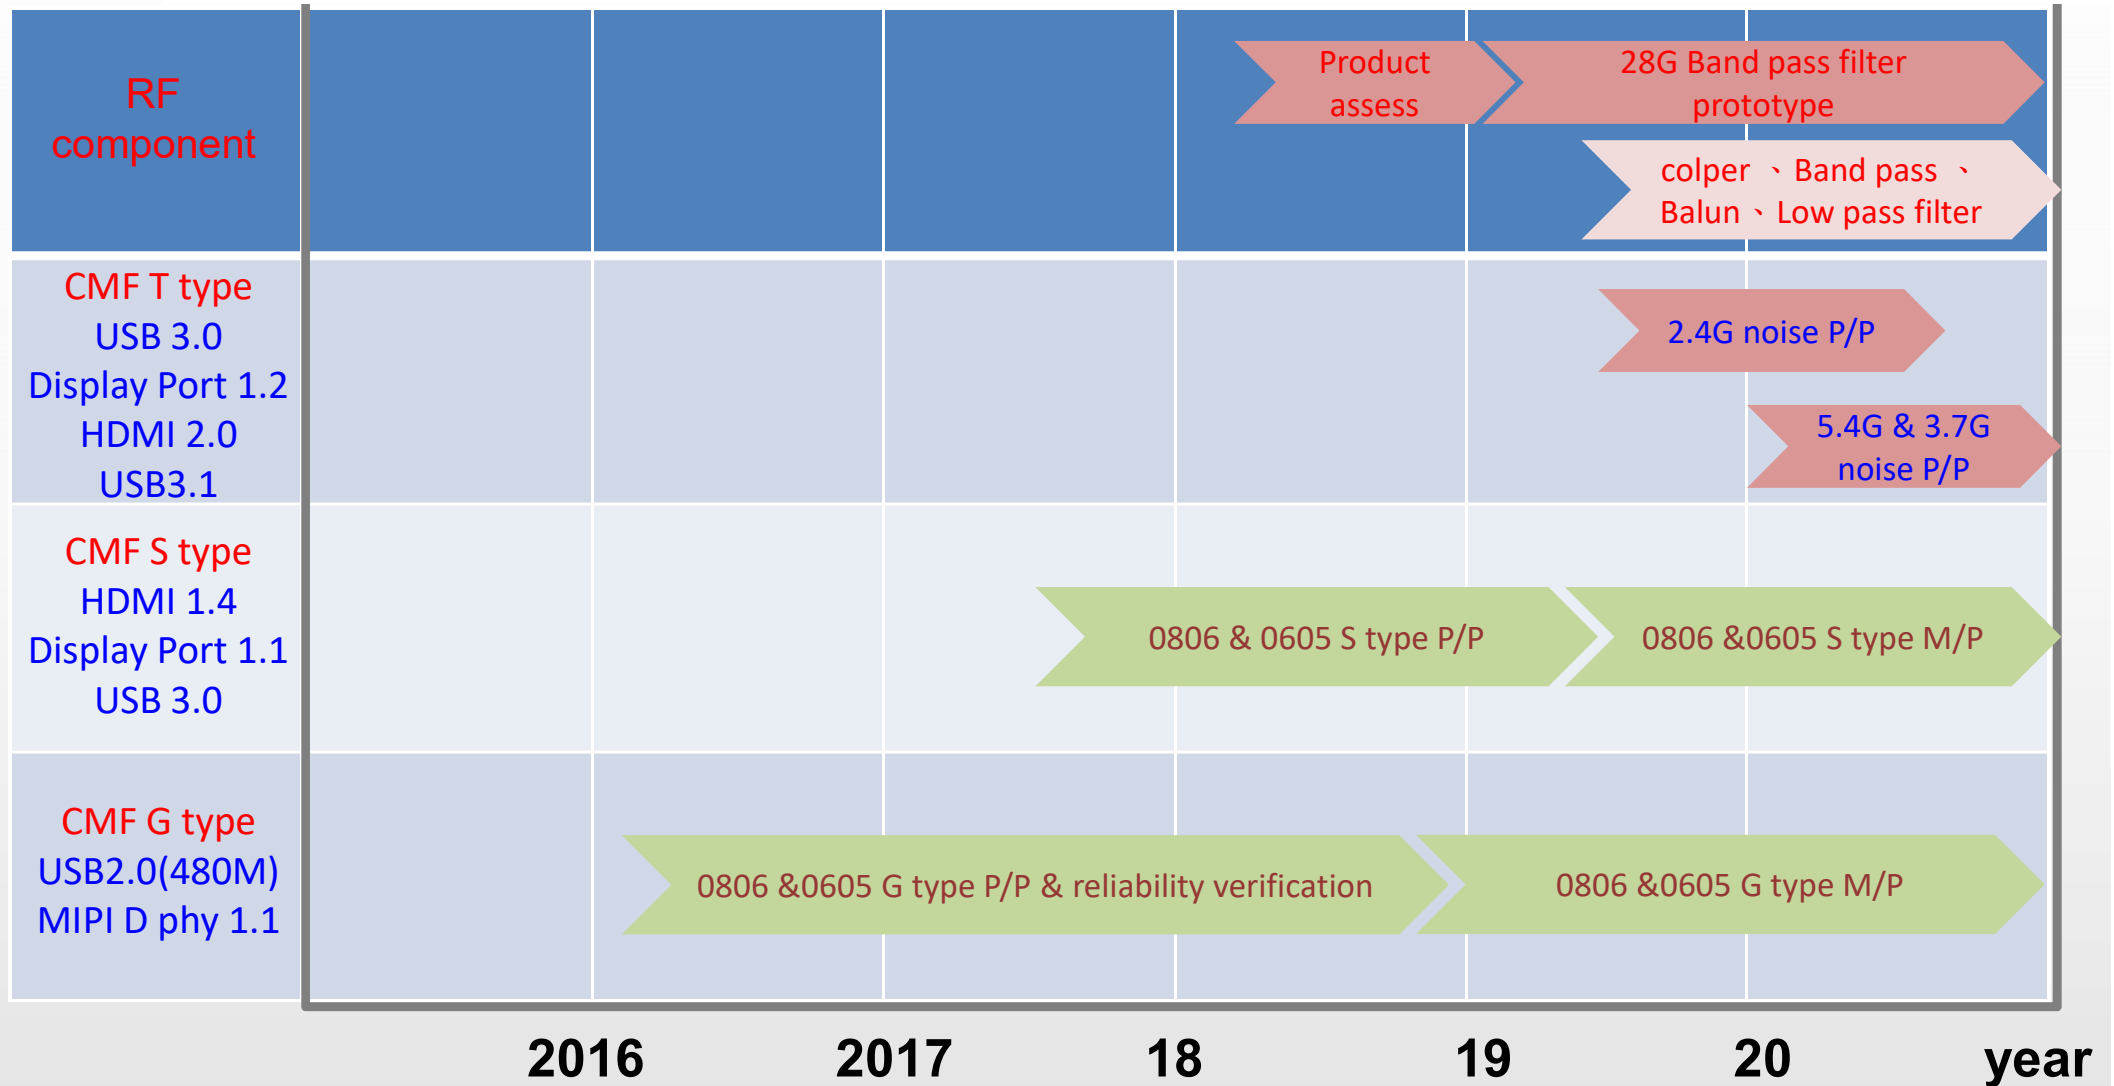 RF
component
Product
assess
28G Band pass filter
prototype
colper 、Band pass 、
Balun、Low pass filter
CMF T type
USB 3.0
Display Port 1.2
HDMI 2.0
USB3.1
2.4G noise P/P
5.4G & 3.7G
noise P/P
CMF S type
HDMI 1.4
Display Port 1.1
USB 3.0
0806 & 0605 S type P/P
0806 &0605 S type M/P
CMF G type
USB2.0(480M)
MIPI D phy 1.1
0806 &0605 G type P/P & reliability verification
0806 &0605 G type M/P
2016 2017 18 19 20 year